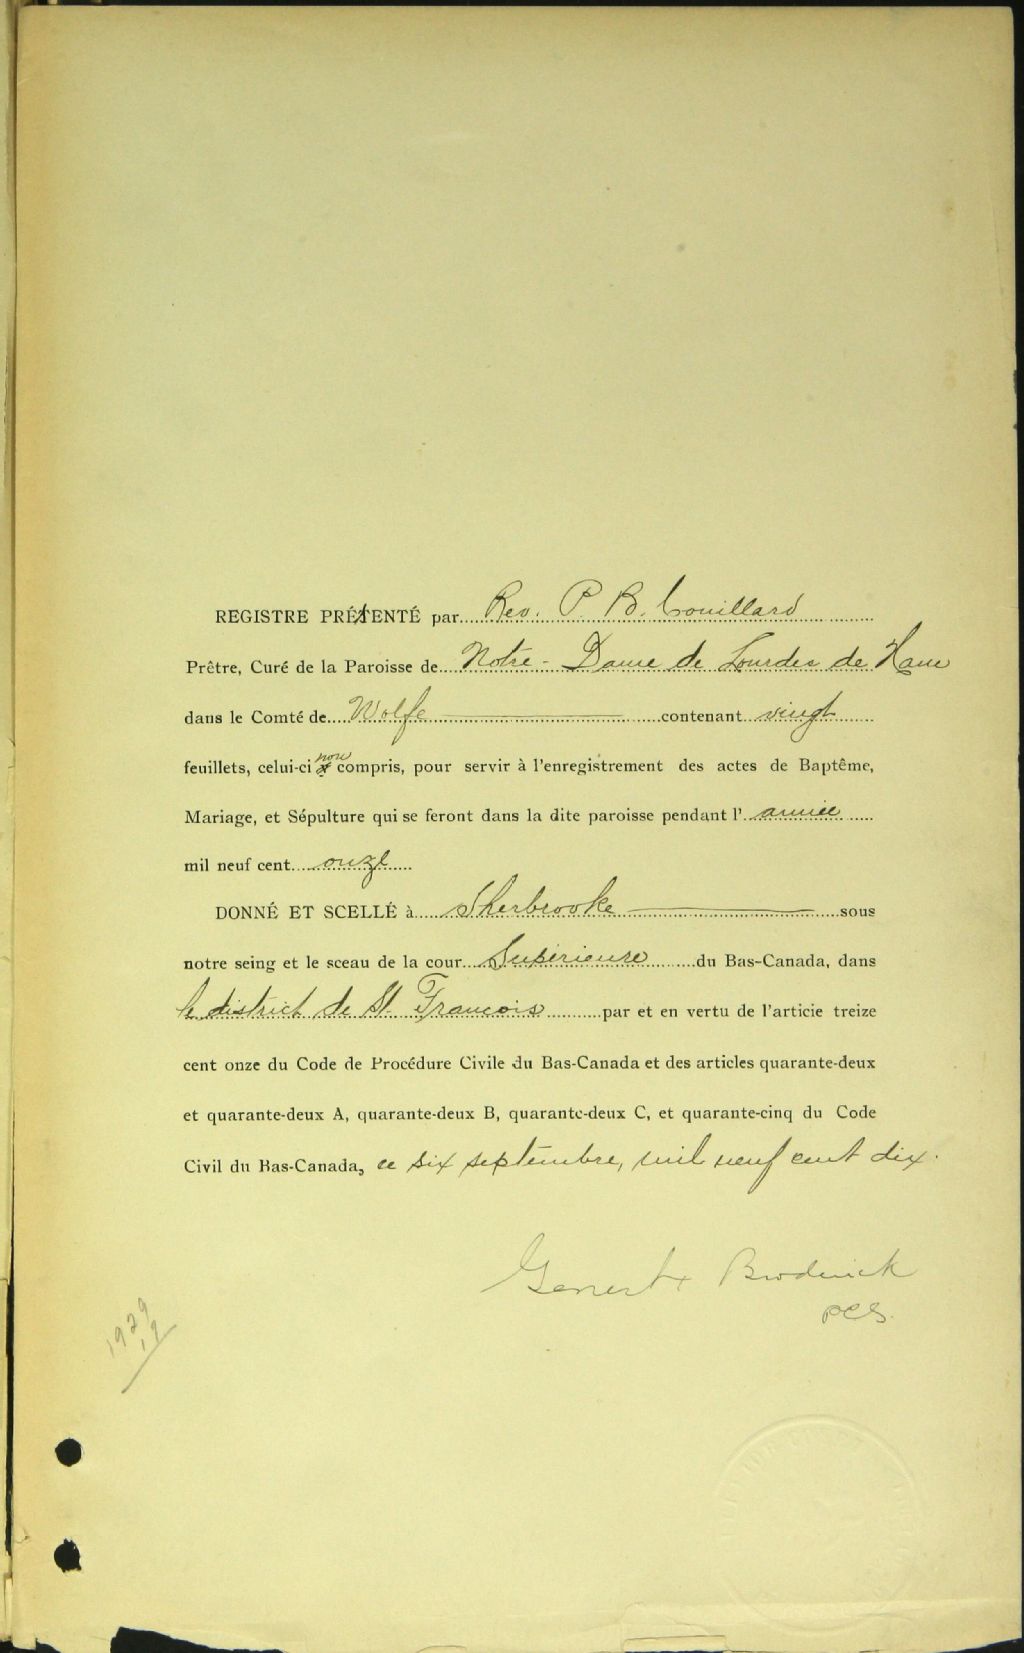 REGISTRE PRÉSENTÉ par Rev. P. B. Couillard
Prêtre, Curé de la Paroisse de Notre-Dame de Lourdes de Ham
dans le Comté de Wolfe contenant vingt
feuillets, celui-ci non compris, pour servir à l'enregistrement des actes de Baptême,
Mariage, et Sépulture qui se feront dans la dite paroisse pendant l'année
mil neuf cent onze
DONNÉ ET SCELLÉ à Sherbrooke sous
notre seing et le sceau de la cour Supérieure du Bas-Canada, dans
le district de St. François par et en vertu de l'articie treize
cent onze du Code de Procédure Civile du Bas-Canada et des articles quarante-deux
et quarante-deux A, quarante-deux B, quarante-deux C, et quarante-cinq du Code
Civil du Bas-Canada, ce six septembre, mil neuf cent dix.
Broderick
PCS.
1929
19